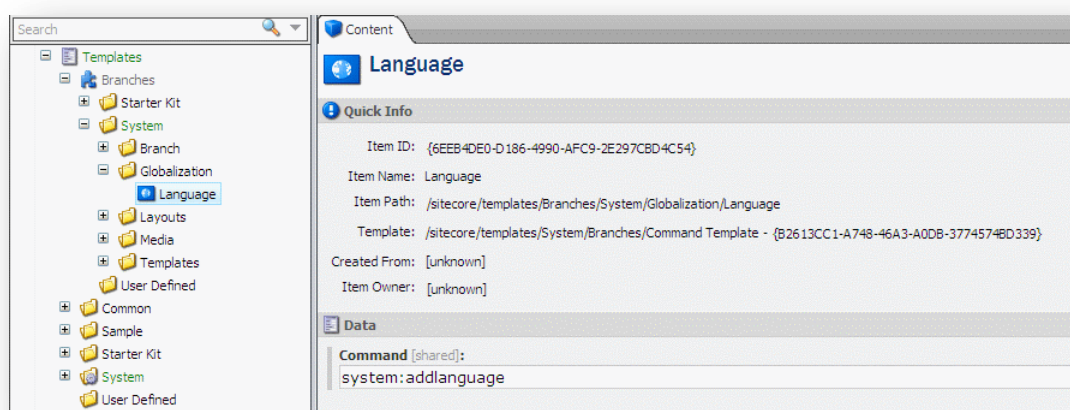 Search
Templates
Branches
Starter Kit
System
Branch
Globalization
Language
Layouts
Media
Templates
User Defined
Common
Sample
Starter Kit
System
User Defined
Content
Language
Quick Info
Item ID: {6EEB4DE0-D186-4990-AFC9-2E297CBD4C54}
Item Name: Language
Item Path: /sitecore/templates/Branches/System/Globalization/Language
Template: /sitecore/templates/System/Branches/Command Template - {B2613CC1-A748-46A3-A0DB-3774574BD339}
Created From: [unknown]
Item Owner: [unknown]
Data
Command [shared]:
system:addlanguage